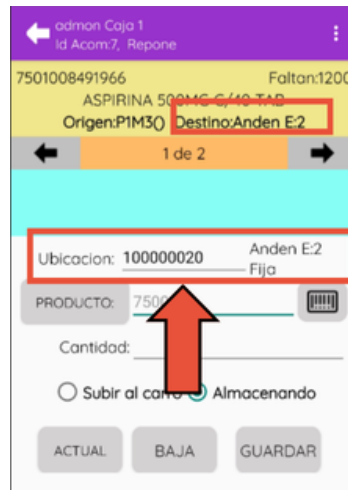 admon Caja 1
Id Acom:7, Repone
7501008491966 Faltan:1200
ASPIRINA 500MG C/40 TAB
Origen:P1M3() Destino:Anden E:2
1 de 2
Ubicacion: 100000020 Anden E:2
Fija
PRODUCTO: 7500
Cantidad:
Subir al carro Almacenando
ACTUAL BAJA GUARDAR